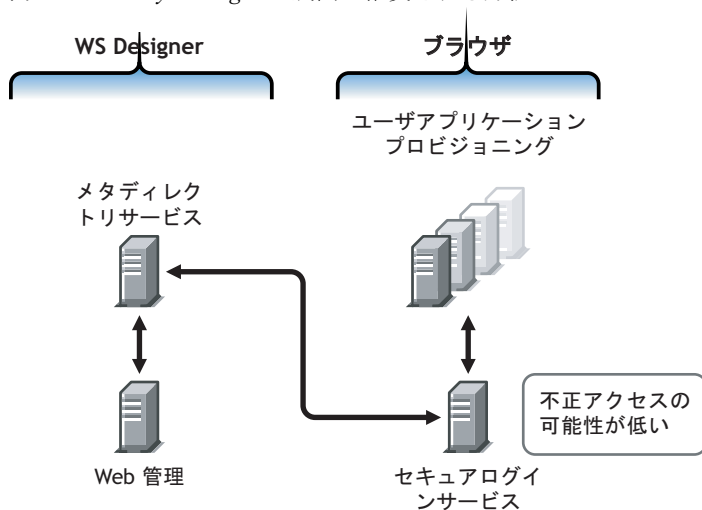 WS Designer
ブラウザ
ユーザアプリケーション
プロビジョニング
メタディレク
トリサービス
不正アクセスの
可能性が低い
Web 管理
セキュアログイ
ンサービス